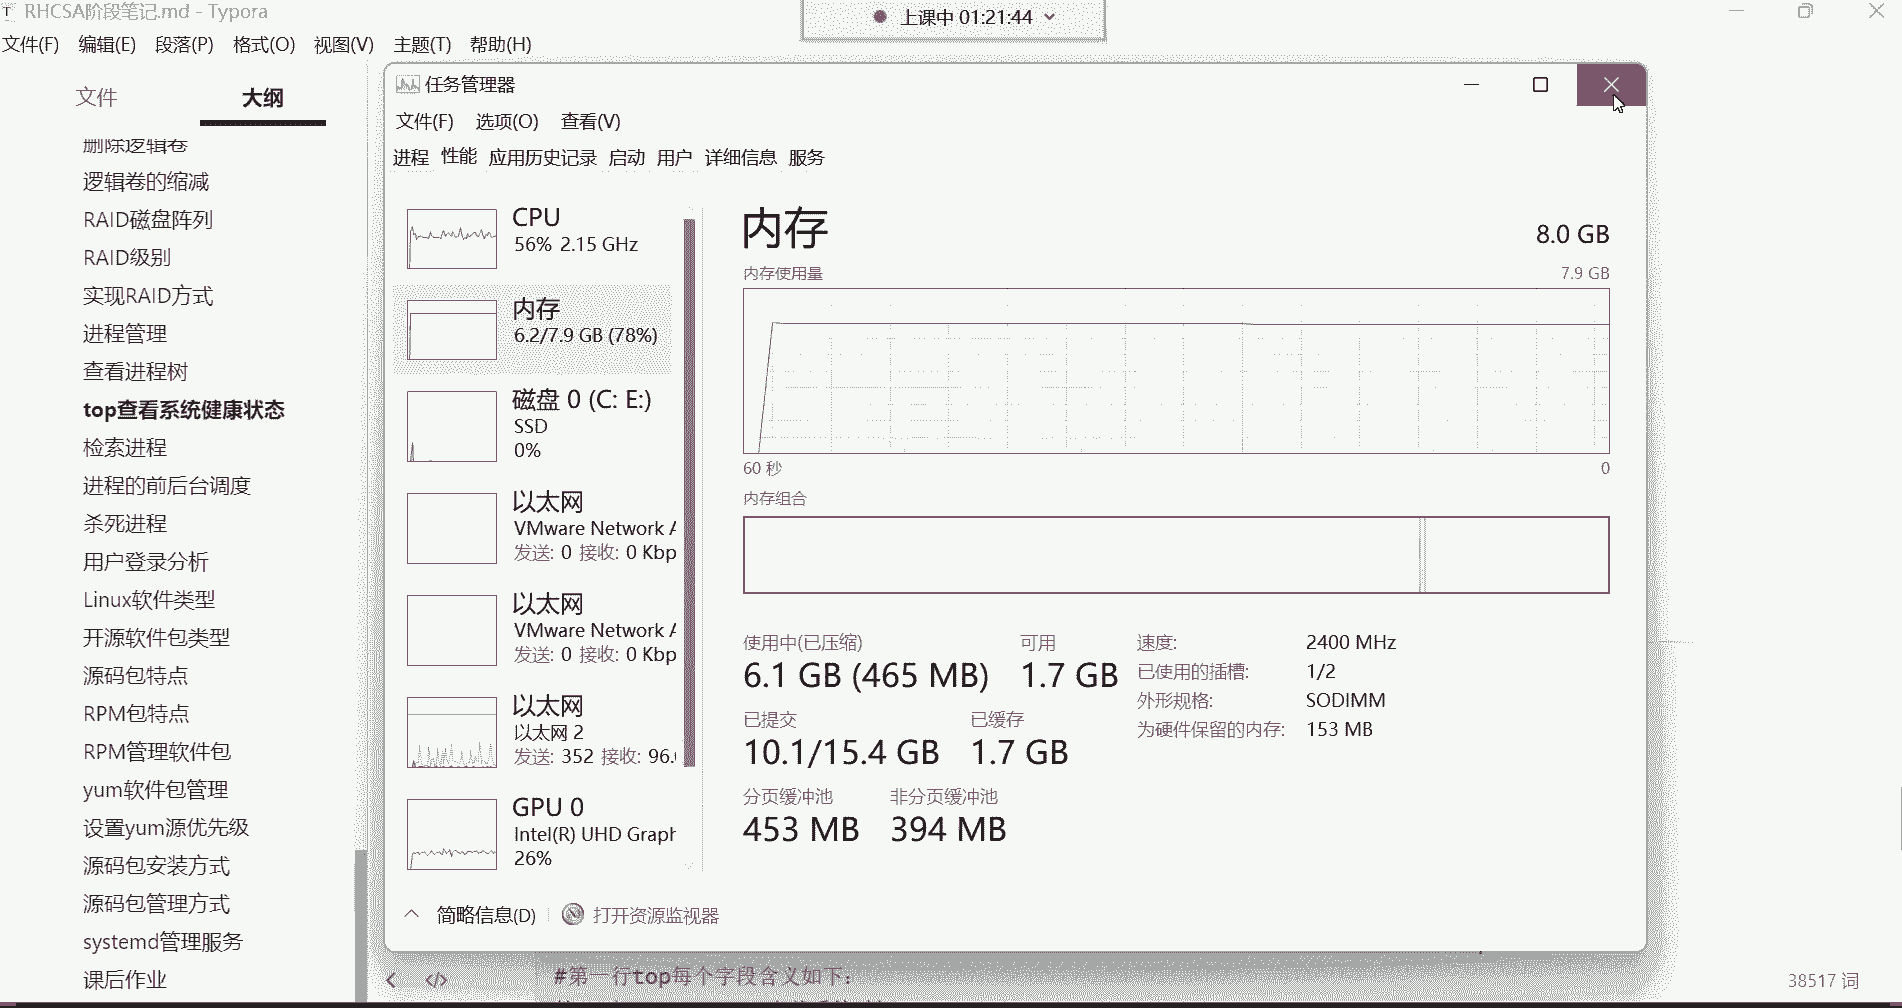 RHCSA阶段笔记.md - Typora
上课中 01:21:44
文件(F) 编辑(E) 段落(P) 格式(O) 视图(V) 主题(T) 帮助(H)
文件 大纲
删除逻辑卷
逻辑卷的缩减
RAID磁盘阵列
RAID级别
实现RAID方式
进程管理
查看进程树
top查看系统健康状态
检索进程
进程的前后台调度
杀死进程
用户登录分析
Linux软件类型
开源软件包类型
源码包特点
RPM包特点
RPM管理软件包
yum软件包管理
设置yum源优先级
源码包安装方式
源码包管理方式
systemd管理服务
课后作业
任务管理器
文件(F) 选项(O) 查看(V)
进程 性能 应用历史记录 启动 用户 详细信息 服务
CPU
56% 2.15 GHz
内存
6.2/7.9 GB (78%)
磁盘 0 (C: E:)
SSD
0%
以太网
VMware Network A
发送: 0 接收: 0 Kbp
以太网
VMware Network A
发送: 0 接收: 0 Kbp
以太网
以太网 2
发送: 352 接收: 96.
GPU 0
Intel(R) UHD Graph
26%
内存 8.0 GB
内存使用量 7.9 GB
60 秒 0
内存组合
使用中(已压缩) 可用
6.1 GB (465 MB) 1.7 GB
已提交 已缓存
10.1/15.4 GB 1.7 GB
分页缓冲池 非分页缓冲池
453 MB 394 MB
速度: 2400 MHz
已使用的插槽: 1/2
外形规格: SODIMM
为硬件保留的内存: 153 MB
简略信息(D) 打开资源监视器
#第一行top每个字段含义如下:
38517 词